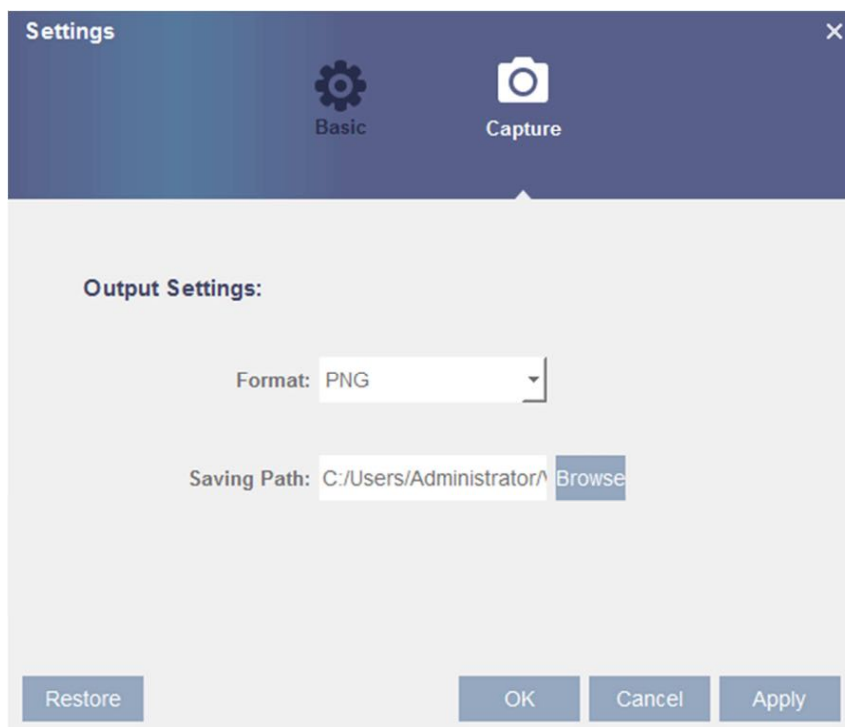 Settings
Basic
Capture
Output Settings:
Format: PNG
Saving Path: C:/Users/Administrator/ Browse
Restore OK Cancel Apply